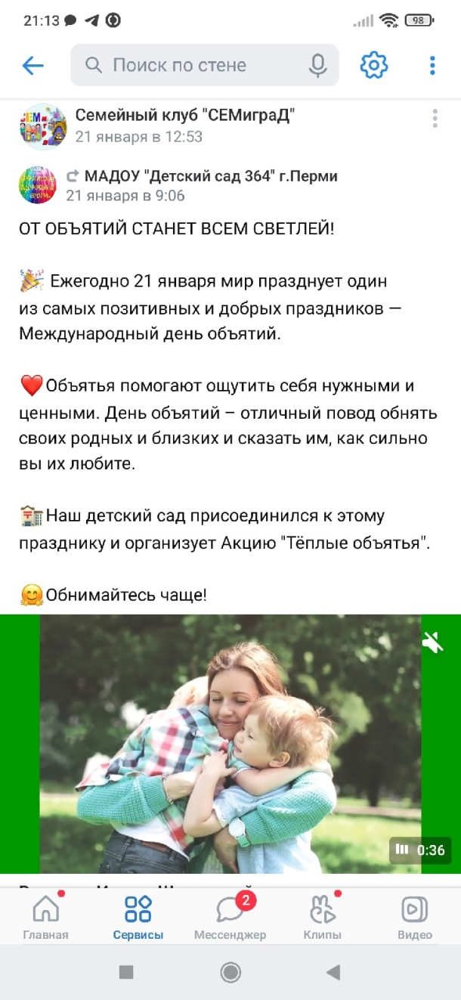 21:13
98
Поиск по стене
Семейный клуб "СЕМиграД"
21 января в 12:53
МАДОУ "Детский сад 364" г.Перми
21 января в 9:06
ОТ ОБЪЯТИЙ СТАНЕТ ВСЕМ СВЕТЛЕЙ!
🎉 Ежегодно 21 января мир празднует один
из самых позитивных и добрых праздников —
Международный день объятий.
❤️Объятья помогают ощутить себя нужными и
ценными. День объятий – отличный повод обнять
своих родных и близких и сказать им, как сильно
вы их любите.
🏣Наш детский сад присоединился к этому
празднику и организует Акцию "Тёплые объятья".
🤗Обнимайтесь чаще!
0:36
2
Главная
Сервисы
Мессенджер
Клипы
Видео